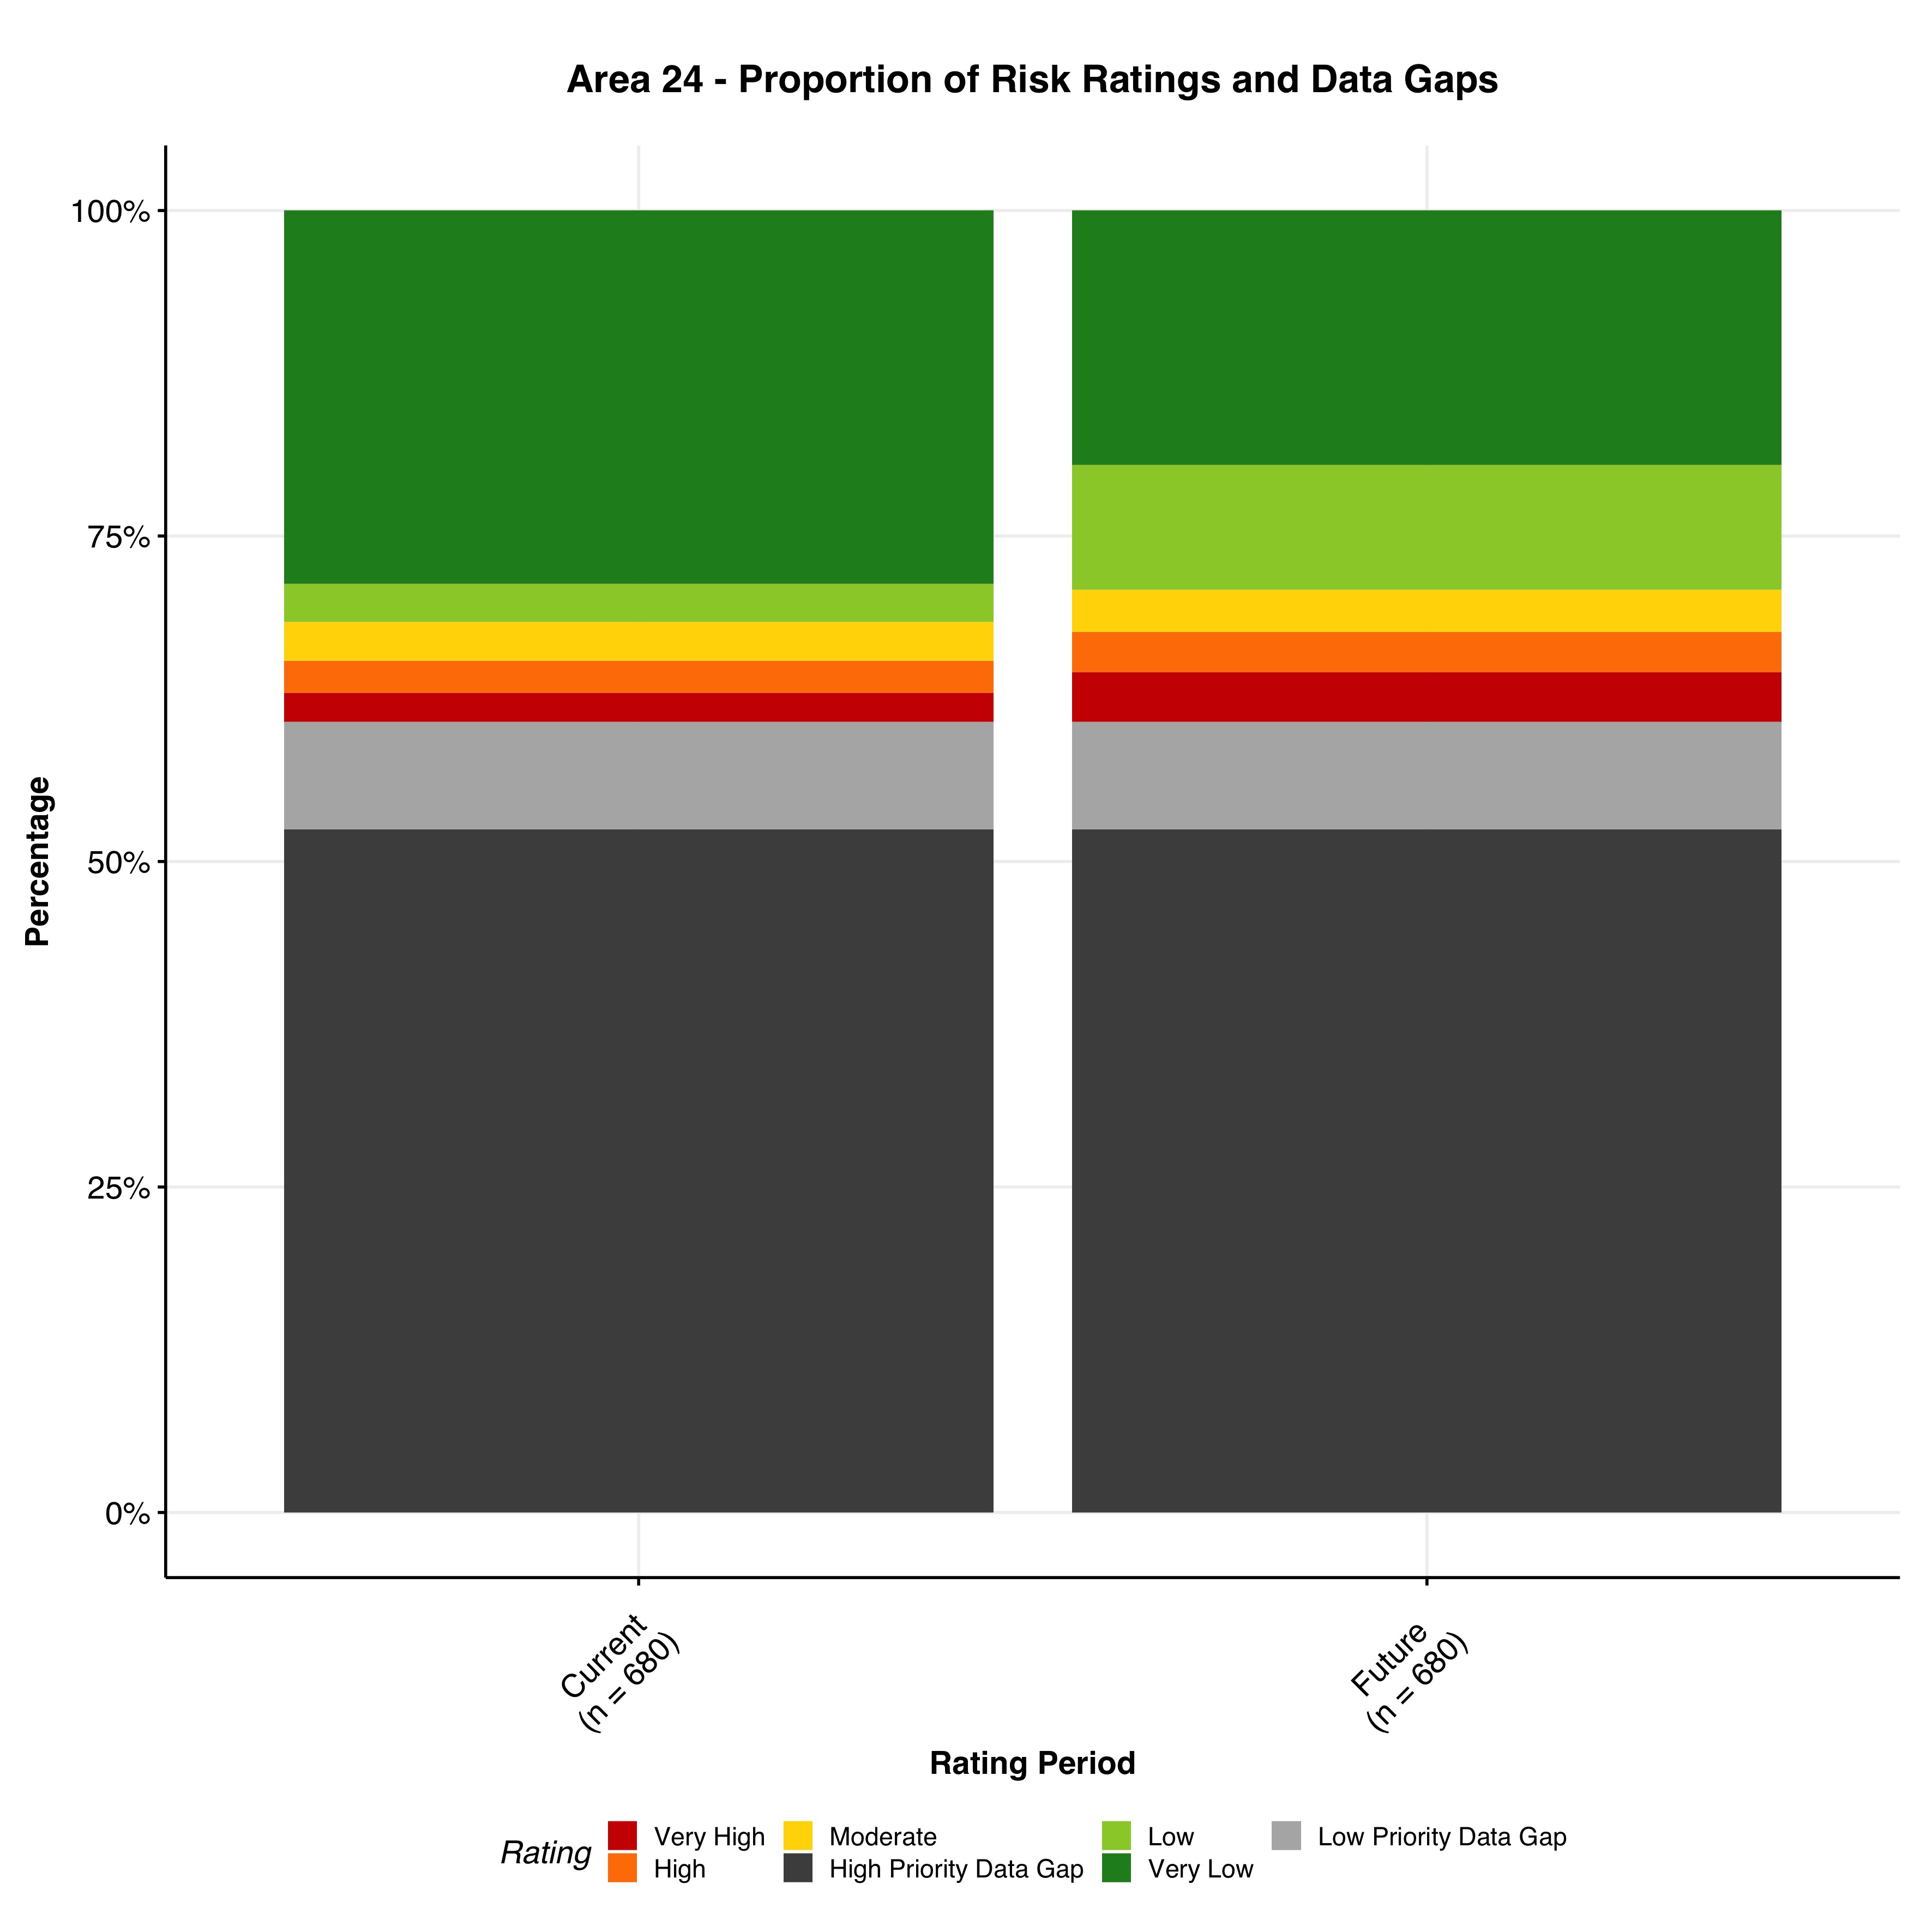 Area 24 - Proportion of Risk Ratings and Data Gaps
Percentage
100%
75%
50%
25%
0%
Current
(n = 680)
Future
(n = 680)
Rating Period
Rating
Very High
Moderate
Low
Low Priority Data Gap
High
High Priority Data Gap
Very Low